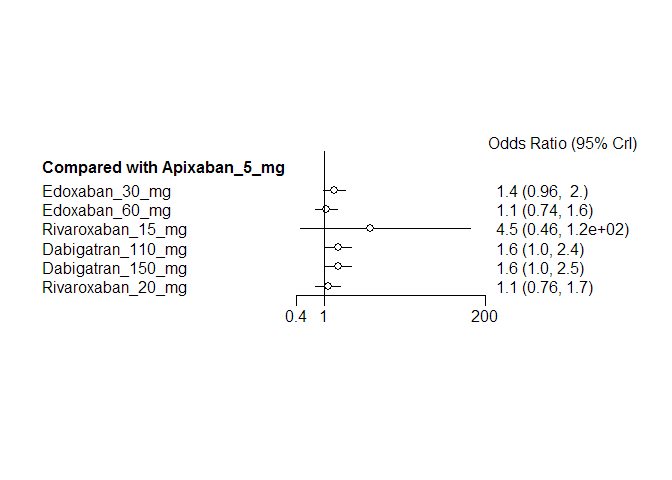 Odds Ratio (95% CrI)
Compared with Apixaban_5_mg
Edoxaban_30_mg 1.4 (0.96, 2.)
Edoxaban_60_mg 1.1 (0.74, 1.6)
Rivaroxaban_15_mg 4.5 (0.46, 1.2e+02)
Dabigatran_110_mg 1.6 (1.0, 2.4)
Dabigatran_150_mg 1.6 (1.0, 2.5)
Rivaroxaban_20_mg 1.1 (0.76, 1.7)
0.4 1 200